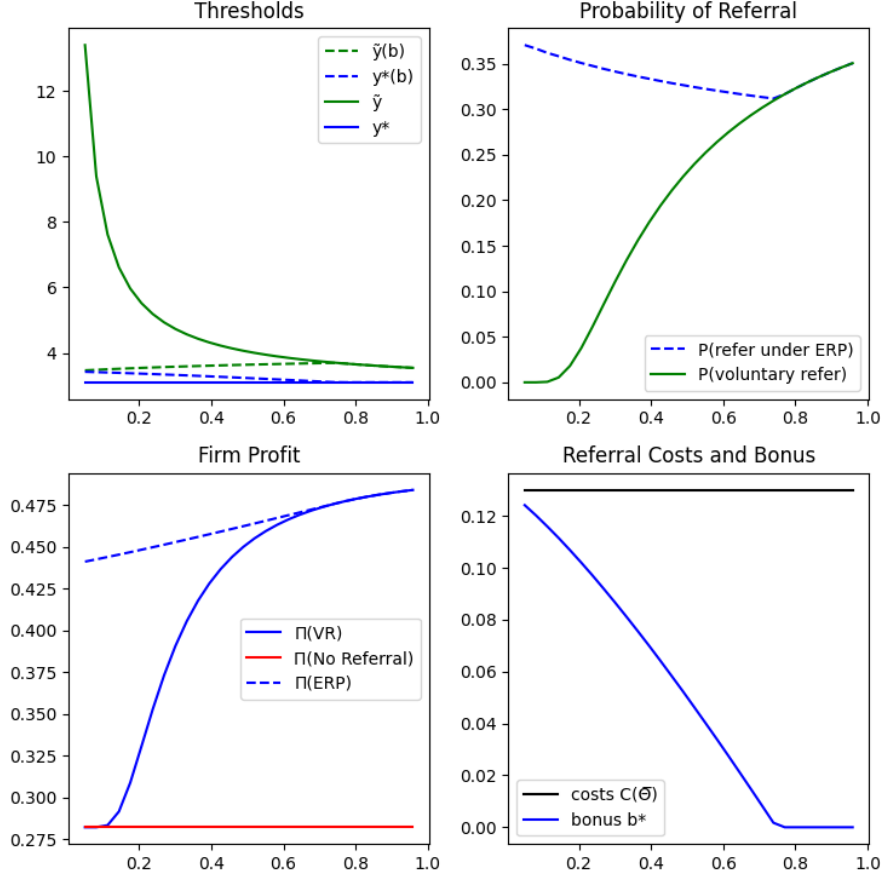 Thresholds
12
10
8
6
4
0.2 0.4 0.6 0.8 1.0
ỹ(b)
y*(b)
ỹ
y*
Probability of Referral
0.35
0.30
0.25
0.20
0.15
0.10
0.05
0.00
0.2 0.4 0.6 0.8 1.0
P(refer under ERP)
P(voluntary refer)
Firm Profit
0.475
0.450
0.425
0.400
0.375
0.350
0.325
0.300
0.275
0.2 0.4 0.6 0.8 1.0
Π(VR)
Π(No Referral)
Π(ERP)
Referral Costs and Bonus
0.12
0.10
0.08
0.06
0.04
0.02
0.00
0.2 0.4 0.6 0.8 1.0
costs C(Θ̄)
bonus b*